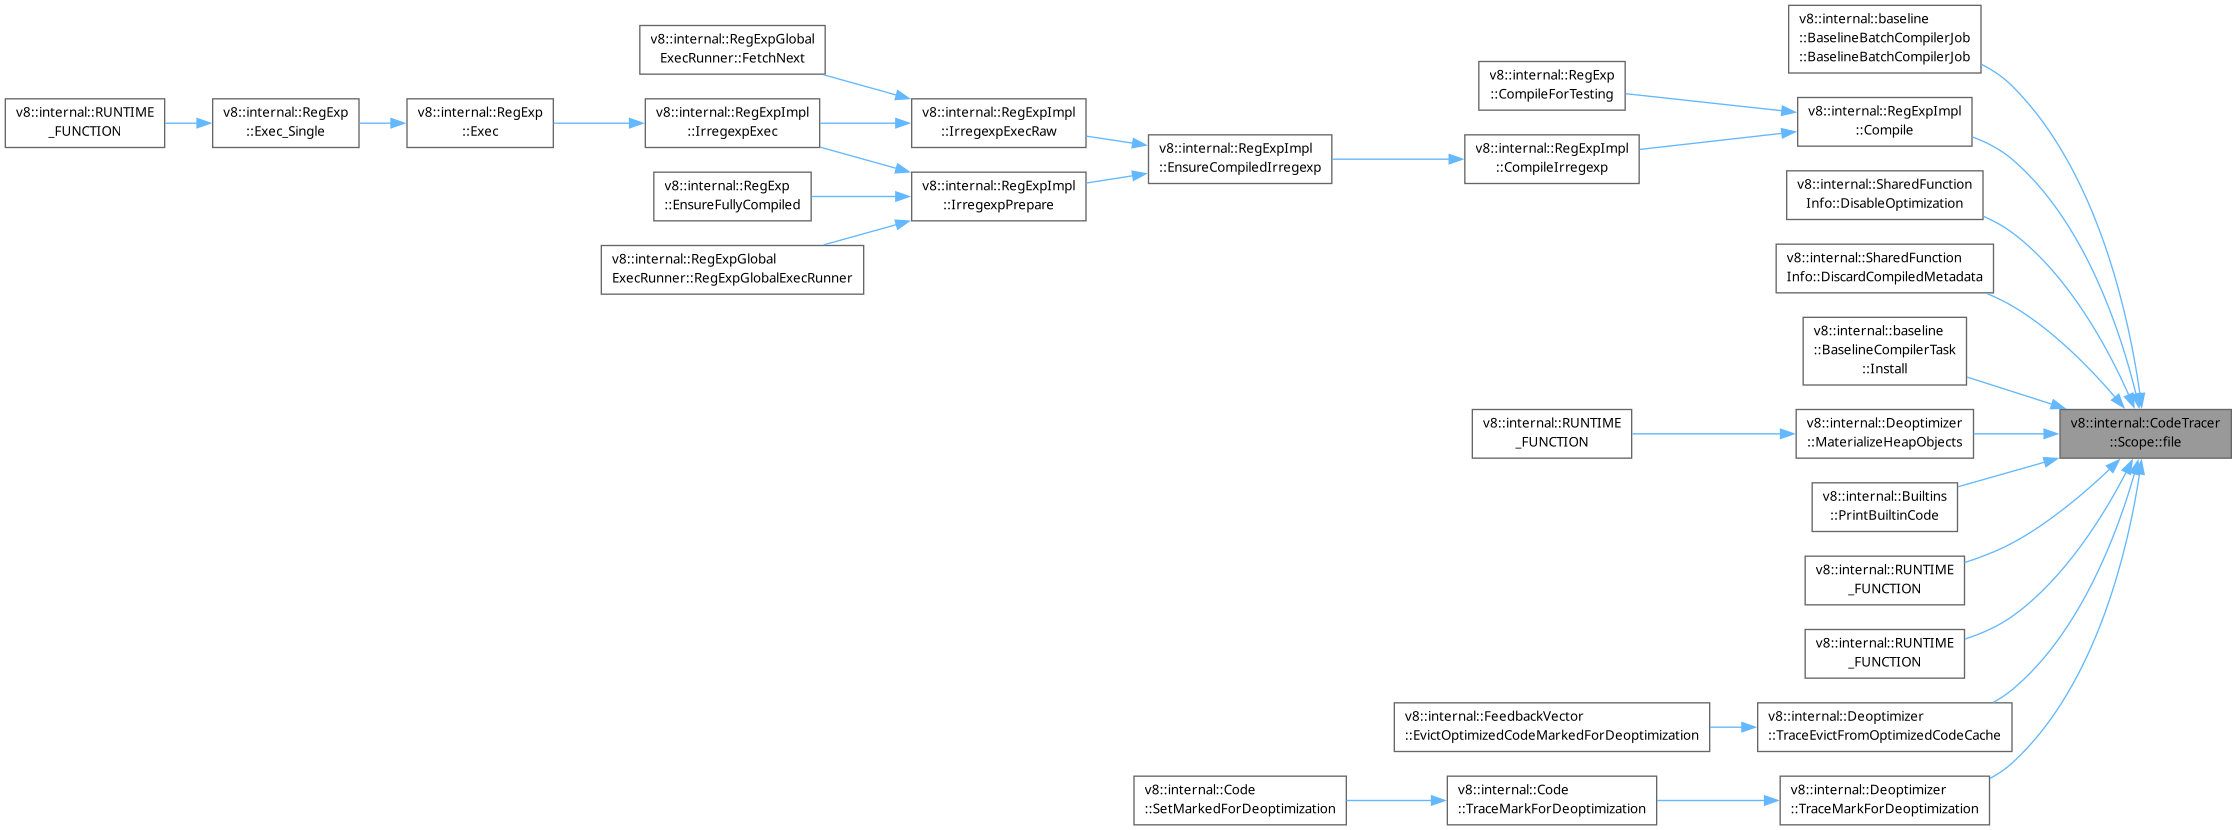 v8::internal::baseline
::BaselineBatchCompilerJob
::BaselineBatchCompilerJob
v8::internal::RegExpGlobal
ExecRunner::FetchNext
v8::internal::RegExp
::CompileForTesting
v8::internal::RUNTIME
_FUNCTION
v8::internal::RegExp
::Exec_Single
v8::internal::RegExp
::Exec
v8::internal::RegExpImpl
::IrregexpExec
v8::internal::RegExpImpl
::IrregexpExecRaw
v8::internal::RegExpImpl
::Compile
v8::internal::RegExpImpl
::EnsureCompiledIrregexp
v8::internal::RegExpImpl
::CompileIrregexp
v8::internal::RegExp
::EnsureFullyCompiled
v8::internal::RegExpImpl
::IrregexpPrepare
v8::internal::SharedFunction
Info::DisableOptimization
v8::internal::RegExpGlobal
ExecRunner::RegExpGlobalExecRunner
v8::internal::SharedFunction
Info::DiscardCompiledMetadata
v8::internal::baseline
::BaselineCompilerTask
::Install
v8::internal::RUNTIME
_FUNCTION
v8::internal::Deoptimizer
::MaterializeHeapObjects
v8::internal::CodeTracer
::Scope::file
v8::internal::Builtins
::PrintBuiltinCode
v8::internal::RUNTIME
_FUNCTION
v8::internal::RUNTIME
_FUNCTION
v8::internal::FeedbackVector
::EvictOptimizedCodeMarkedForDeoptimization
v8::internal::Deoptimizer
::TraceEvictFromOptimizedCodeCache
v8::internal::Code
::SetMarkedForDeoptimization
v8::internal::Code
::TraceMarkForDeoptimization
v8::internal::Deoptimizer
::TraceMarkForDeoptimization